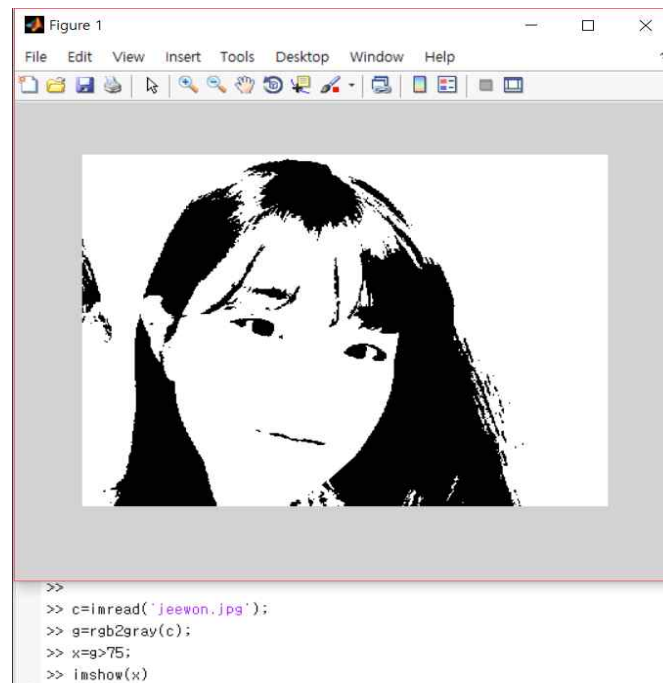 Figure 1
File Edit View Insert Tools Desktop Window Help
>>
>> c=imread('jeewon.jpg');
>> g=rgb2gray(c);
>> x=g>75;
>> imshow(x)